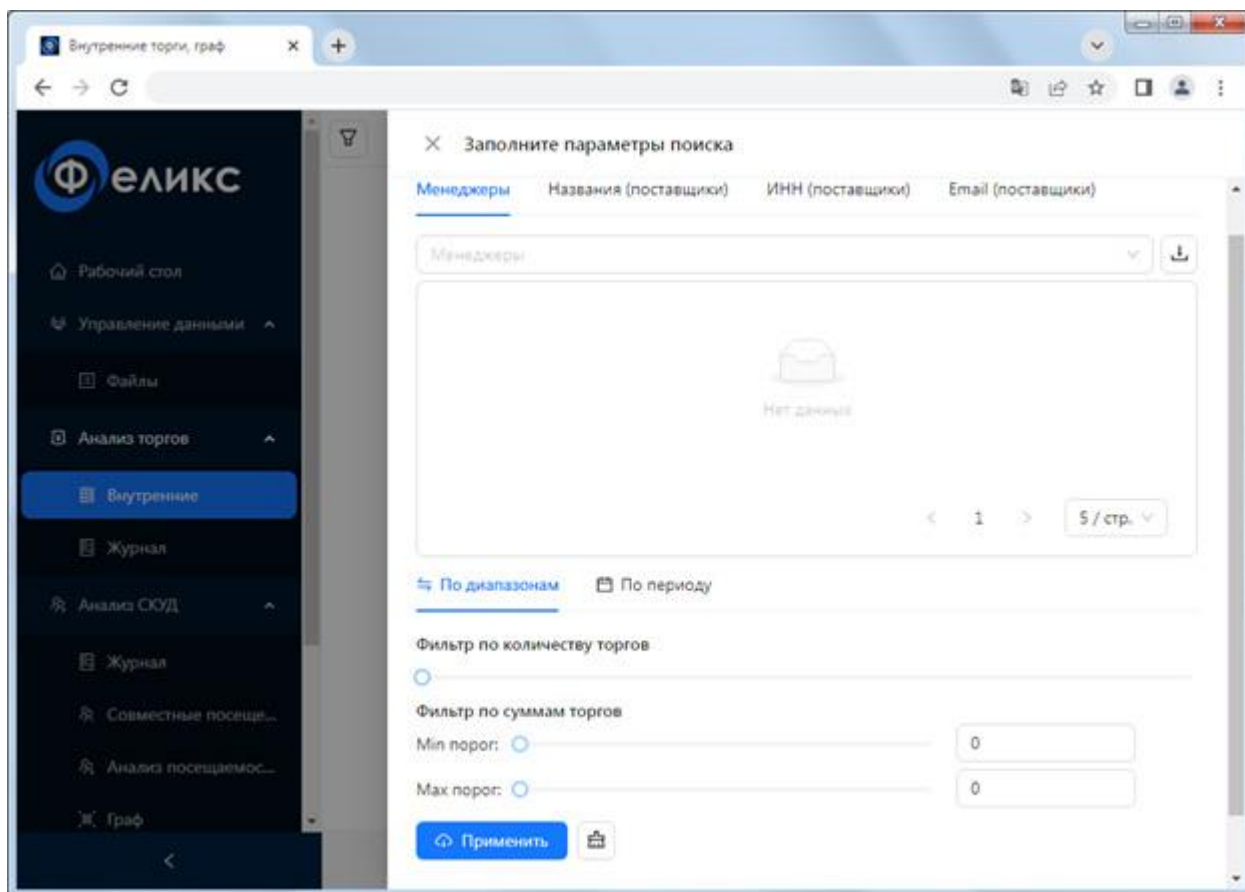 Внутренние торги, граф
Феликс
Заполните параметры поиска
Менеджеры Названия (поставщики) ИНН (поставщики) Email (поставщики)
Менеджеры
Рабочий стол
Управление данными
Файлы
Анализ торгов
Внутренние
Журнал
Анализ СКУД
Журнал
Совместные посеще...
Анализ посещаемос...
Граф
Нет данных
1 5 / стр.
По диапазонам По периоду
Фильтр по количеству торгов
Фильтр по суммам торгов
Min порог: 0
Max порог: 0
Применить